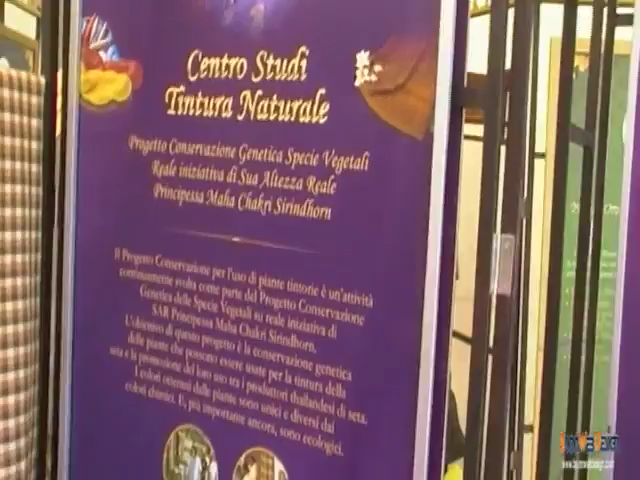 Centro Studi
Tintura Naturale
Progetto Conservazione Genetica Specie Vegetali
Reale iniziativa di Sua Altezza Reale
Principessa Maha Chakri Sirindhorn
Il Progetto Conservazione per l'uso di piante tintorie è un'attività
continuamente svolta come parte del Progetto Conservazione
Genetica delle Specie Vegetali su reale iniziativa di
SAR Principessa Maha Chakri Sirindhorn.
L'obiettivo di questo progetto è la conservazione genetica
delle piante che possono essere usate per la tintura della
seta e la promozione del loro uso tra i produttori thailandesi di seta.
I colori ottenuti dalle piante sono unici e diversi dai
colori chimici. E, più importante ancora, sono ecologici.